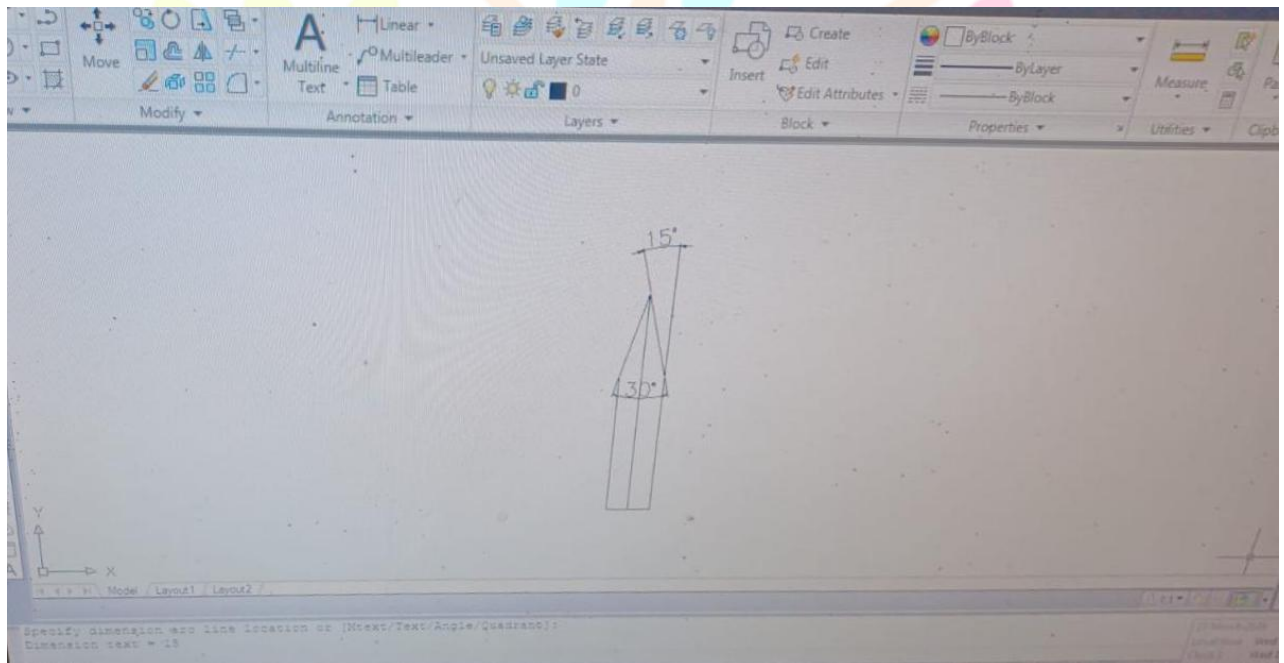 Linear
Create
ByBlock
Move
Multiline
Text
Multileader
Unsaved Layer State
Insert
Edit
ByLayer
Measure
Table
0
Edit Attributes
ByBlock
Modify
Annotation
Layers
Block
Properties
Utilities
15°
30°
Y
X
Model Layout1 Layout2
Specify dimension arc line location or [Mtext/Text/Angle/Quadrant]:
Dimension text = 15